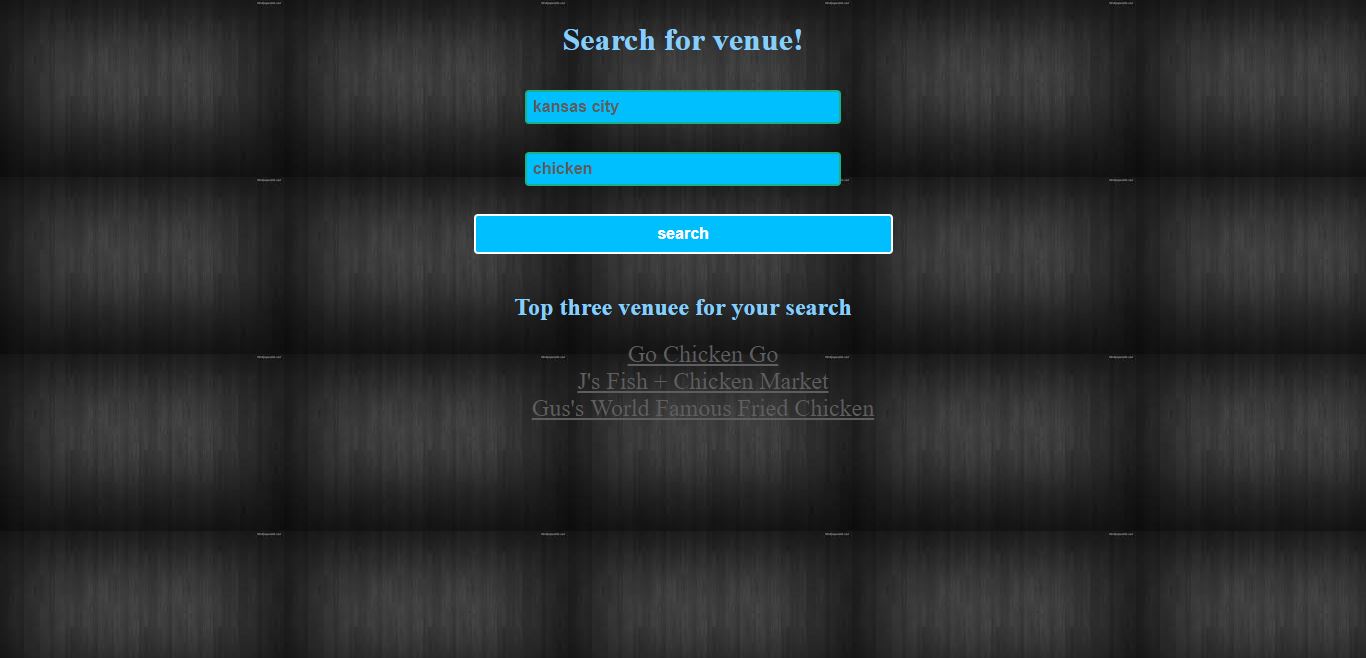 Search for venue!
kansas city
chicken
search
Top three venuee for your search
Go Chicken Go
J's Fish + Chicken Market
Gus's World Famous Fried Chicken